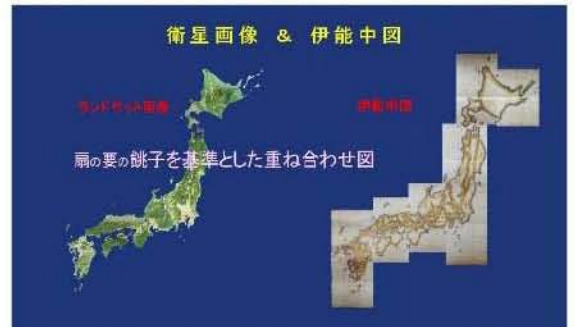 衛星画像 & 伊能中図
ランドサット画像
伊能中図
扇の要の銚子を基準とした重ね合わせ図